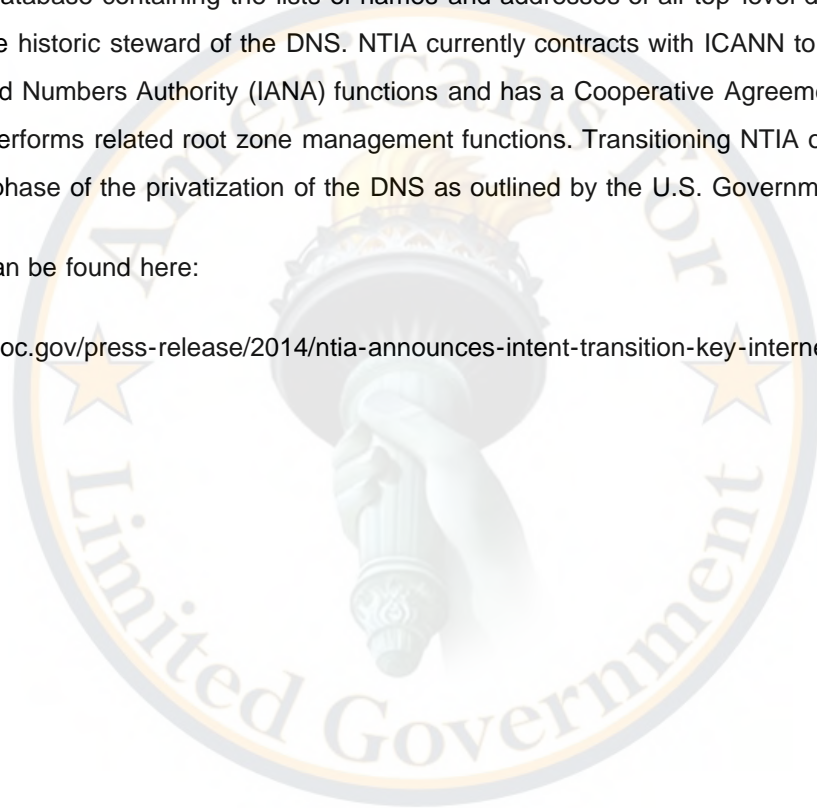 database containing the lists of names and addresses of all top-level
e historic steward of the DNS. NTIA currently contracts with ICANN to
d Numbers Authority (IANA) functions and has a Cooperative
erforms related root zone management functions. Transitioning NTIA
phase of the privatization of the DNS as outlined by the U.S.
an be found here:
oc.gov/press-release/2014/ntia-announces-intent-transition-key-interne
Americans for
Limited Government